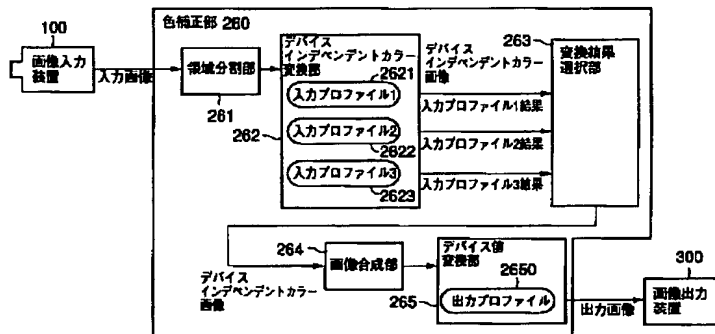 100
画像入力
装置
入力画像
色補正部 260
領域分割部
261
デバイス
インデペンデントカラー
変換部
2621
入力プロファイル1
262
入力プロファイル2
2622
入力プロファイル3
2623
デバイス
インデペンデントカラー
画像
入力プロファイル1結果
入力プロファイル2結果
入力プロファイル3結果
263
変換結果
選択部
デバイス
インデペンデントカラー
画像
264
画像合成部
デバイス値
変換部
2650
265
出力プロファイル
出力画像
300
画像出力
装置